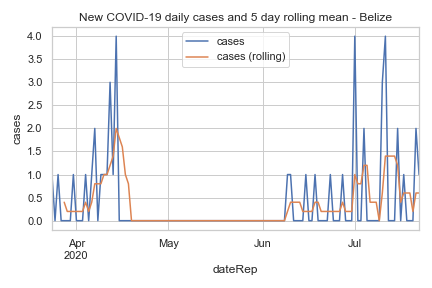 New COVID-19 daily cases and 5 day rolling mean - Belize
cases
cases (rolling)
4.0
3.5
3.0
2.5
2.0
1.5
1.0
0.5
0.0
cases
Apr
2020
May
Jun
Jul
dateRep